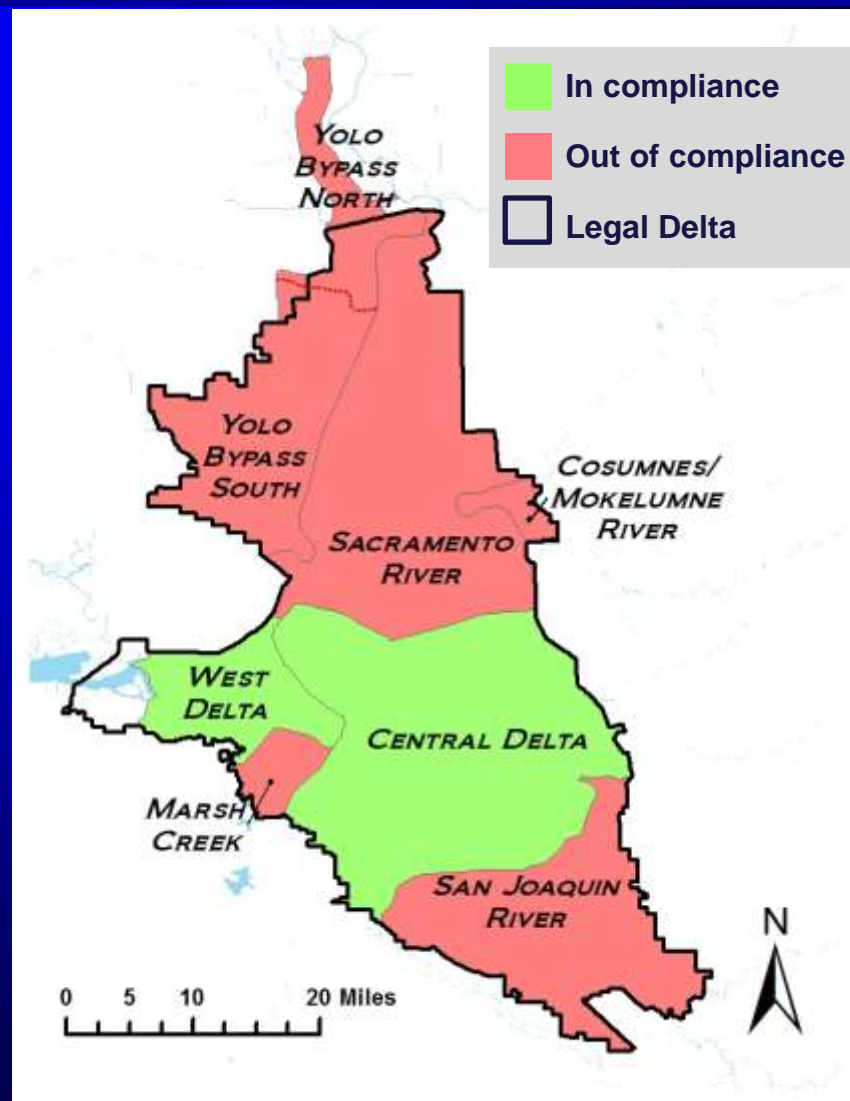 In compliance
Out of compliance
Legal Delta
YOLO
BYPASS
NORTH
YOLO
BYPASS
SOUTH
COSUMNES/
MOKELUMNE
RIVER
SACRAMENTO
RIVER
WEST
DELTA
CENTRAL DELTA
MARSH
CREEK
SAN JOAQUIN
RIVER
N
0 5 10 20 Miles